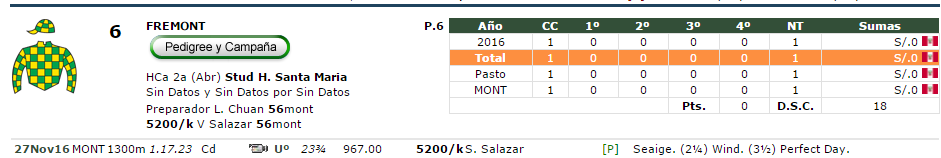 6 FREMONT P.6
Pedigree y Campaña
HCa 2a (Abr) Stud H. Santa Maria
Sin Datos y Sin Datos por Sin Datos
Preparador L. Chuan 56mont
5200/k V Salazar 56mont
Año CC 1º 2º 3º 4º NT Sumas
2016 1 0 0 0 0 1 S/.0
Total 1 0 0 0 0 1 S/.0
Pasto 1 0 0 0 0 1 S/.0
MONT 1 0 0 0 0 1 S/.0
Pts. 0 D.S.C. 18
27Nov16 MONT 1300m 1.17.23 Cd Uº 23¾ 967.00 5200/k S. Salazar [P] Seaige. (2¼) Wind. (3½) Perfect Day.